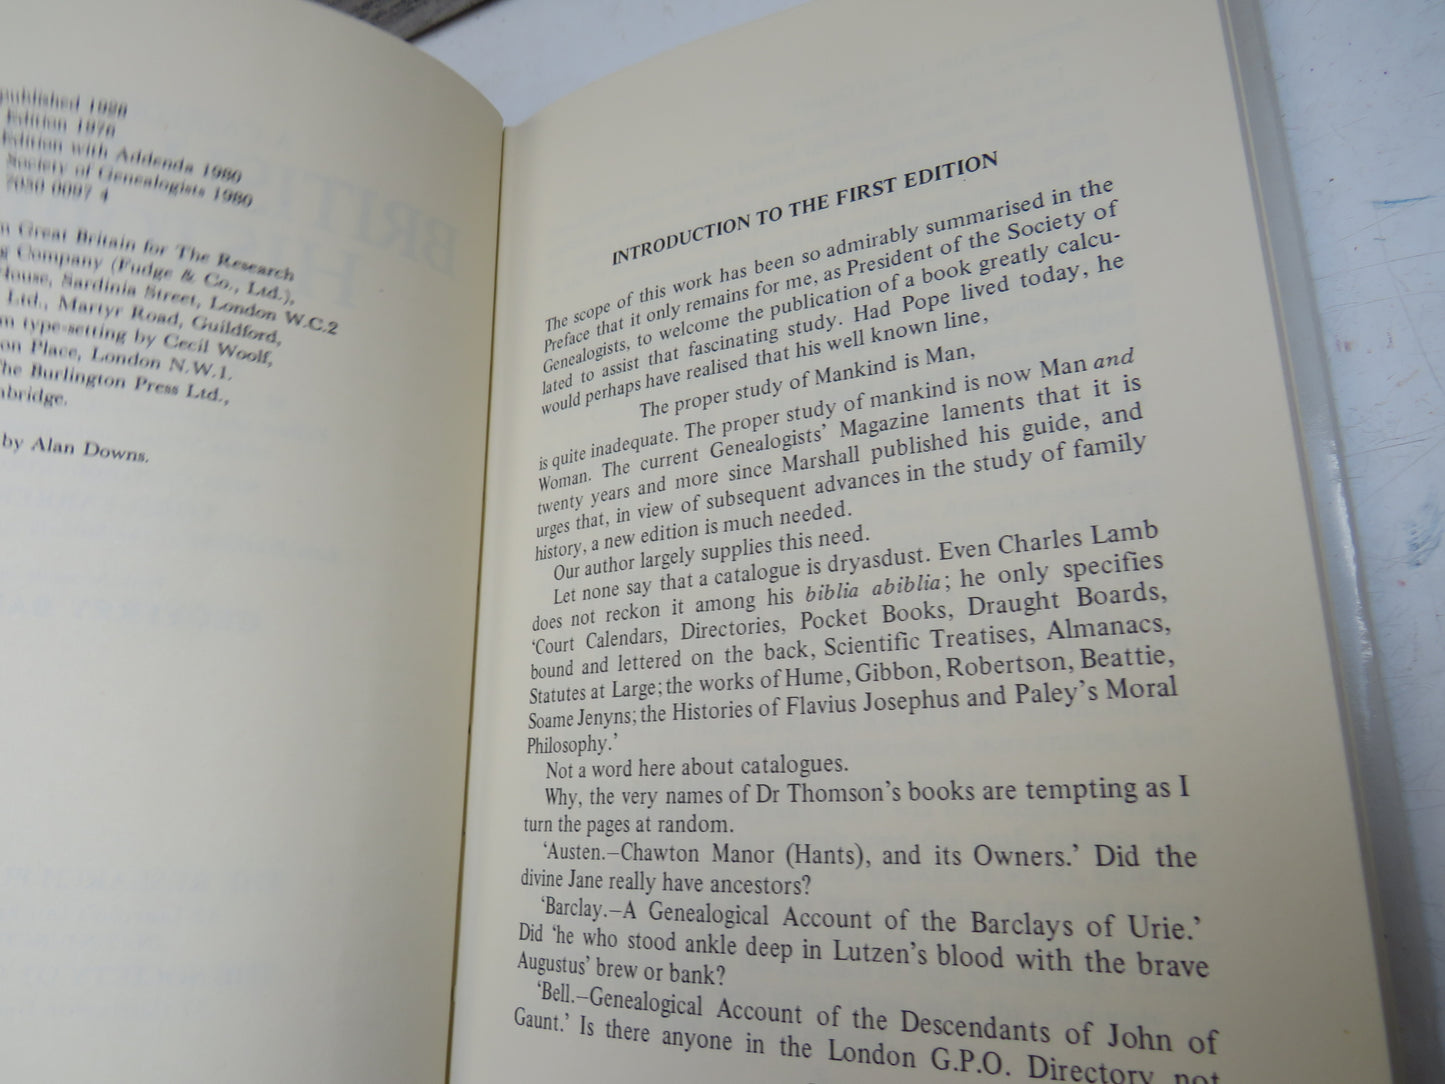 published 1928
Edition 1976
Edition with Addenda 1980
Society of Genealogists 1980
7050 0097 4
Great Britain for The Research
Company (Fudge & Co., Ltd.),
House, Sardinia Street, London W.C.2
Ltd., Martyr Road, Guildford,
type-setting by Cecil Woolf,
Place, London N.W.1.
The Burlington Press Ltd.,
by Alan Downs.
INTRODUCTION TO THE FIRST EDITION
The scope of this work has been so admirably summarised in the
Preface that it only remains for me, as President of the Society of
Genealogists, to welcome the publication of a book greatly calcu-
lated to assist that fascinating study. Had Pope lived today, he
would perhaps have realised that his well known line,
The proper study of Mankind is Man,
is quite inadequate. The proper study of mankind is now Man and
Woman. The current Genealogists' Magazine laments that it is
twenty years and more since Marshall published his guide, and
urges that, in view of subsequent advances in the study of family
history, a new edition is much needed.
Our author largely supplies this need.
Let none say that a catalogue is dryasdust. Even Charles Lamb
does not reckon it among his biblia abiblia; he only specifies
'Court Calendars, Directories, Pocket Books, Draught Boards,
bound and lettered on the back, Scientific Treatises, Almanacs,
Statutes at Large; the works of Hume, Gibbon, Robertson, Beattie,
Soame Jenyns; the Histories of Flavius Josephus and Paley's Moral
Philosophy.'
Not a word here about catalogues.
Why, the very names of Dr Thomson's books are tempting as I
turn the pages at random.
'Austen.–Chawton Manor (Hants), and its Owners.' Did the
divine Jane really have ancestors?
'Barclay.–A Genealogical Account of the Barclays of Urie.'
Did 'he who stood ankle deep in Lutzen's blood with the brave
Augustus' brew or bank?
'Bell.–Genealogical Account of the Descendants of John of
Gaunt.' Is there anyone in the London G.P.O. Directory not